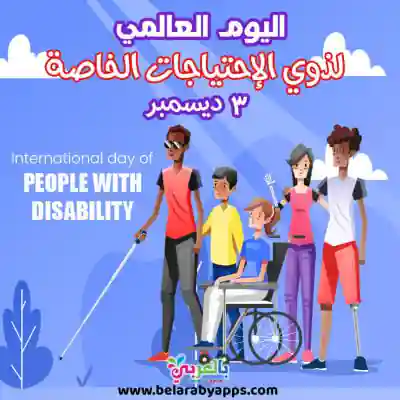 اليوم العالمي
لذوي الإحتياجات الخاصة
٣ ديسمبر
International day of
PEOPLE WITH
DISABILITY
بالعربي
www.belarabyapps.com